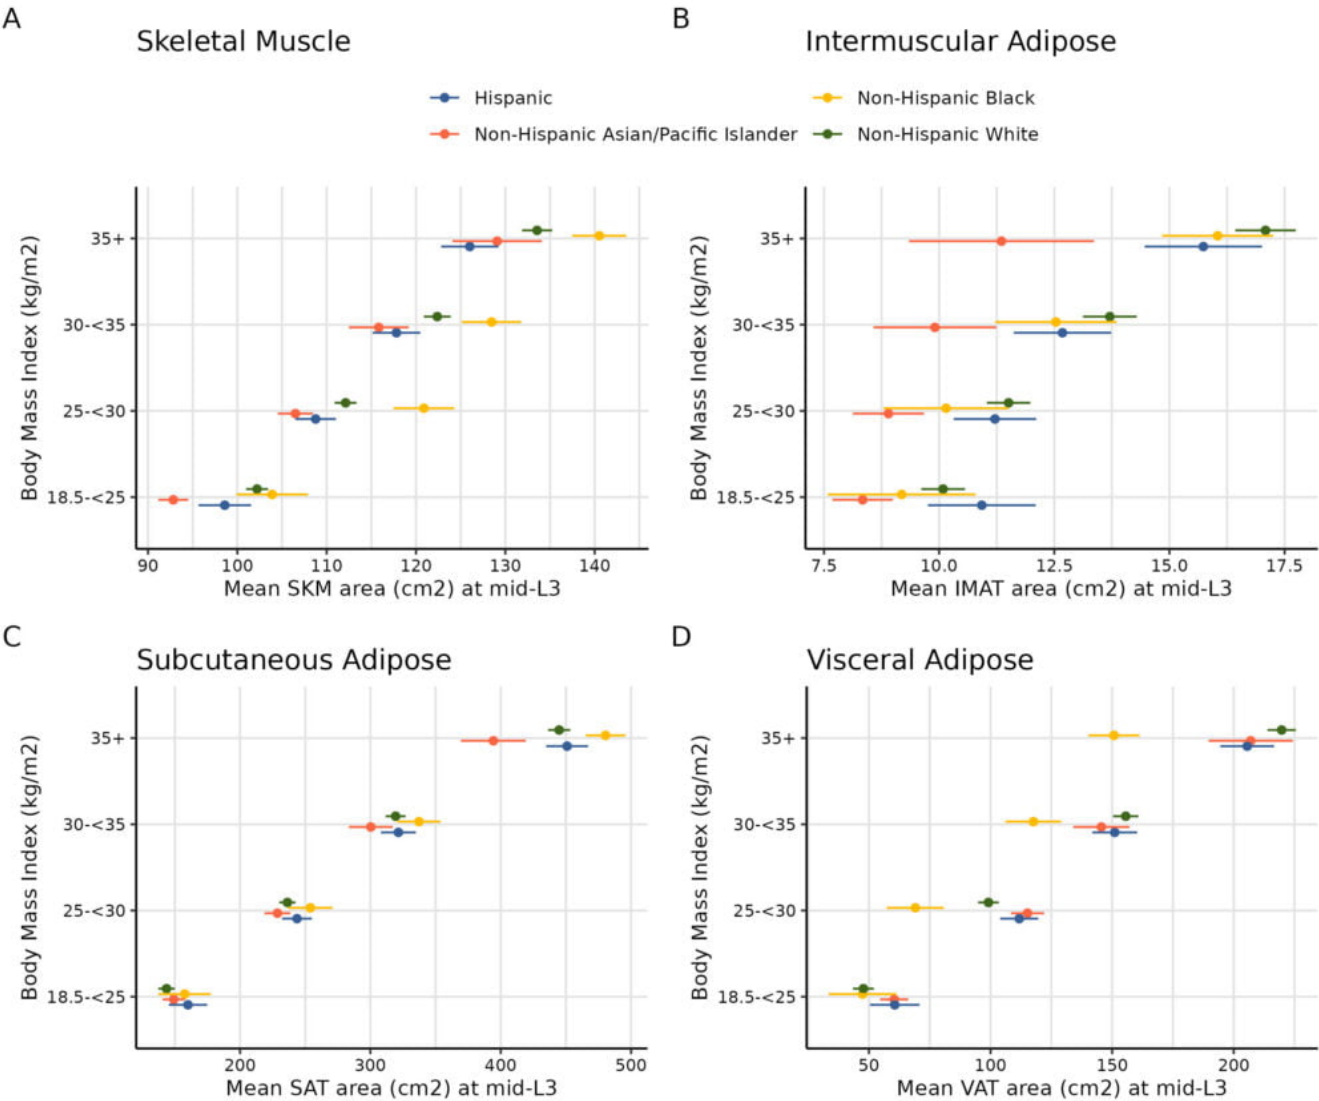 A
B
Skeletal Muscle
Intermuscular Adipose
Hispanic
Non-Hispanic Black
Non-Hispanic Asian/Pacific Islander
Non-Hispanic White
Body Mass Index (kg/m2)
35+
30-<35
25-<30
18.5-<25
90 100 110 120 130 140
Mean SKM area (cm2) at mid-L3
Body Mass Index (kg/m2)
35+
30-<35
25-<30
18.5-<25
7.5 10.0 12.5 15.0 17.5
Mean IMAT area (cm2) at mid-L3
C
D
Subcutaneous Adipose
Visceral Adipose
Body Mass Index (kg/m2)
35+
30-<35
25-<30
18.5-<25
200 300 400 500
Mean SAT area (cm2) at mid-L3
Body Mass Index (kg/m2)
35+
30-<35
25-<30
18.5-<25
50 100 150 200
Mean VAT area (cm2) at mid-L3